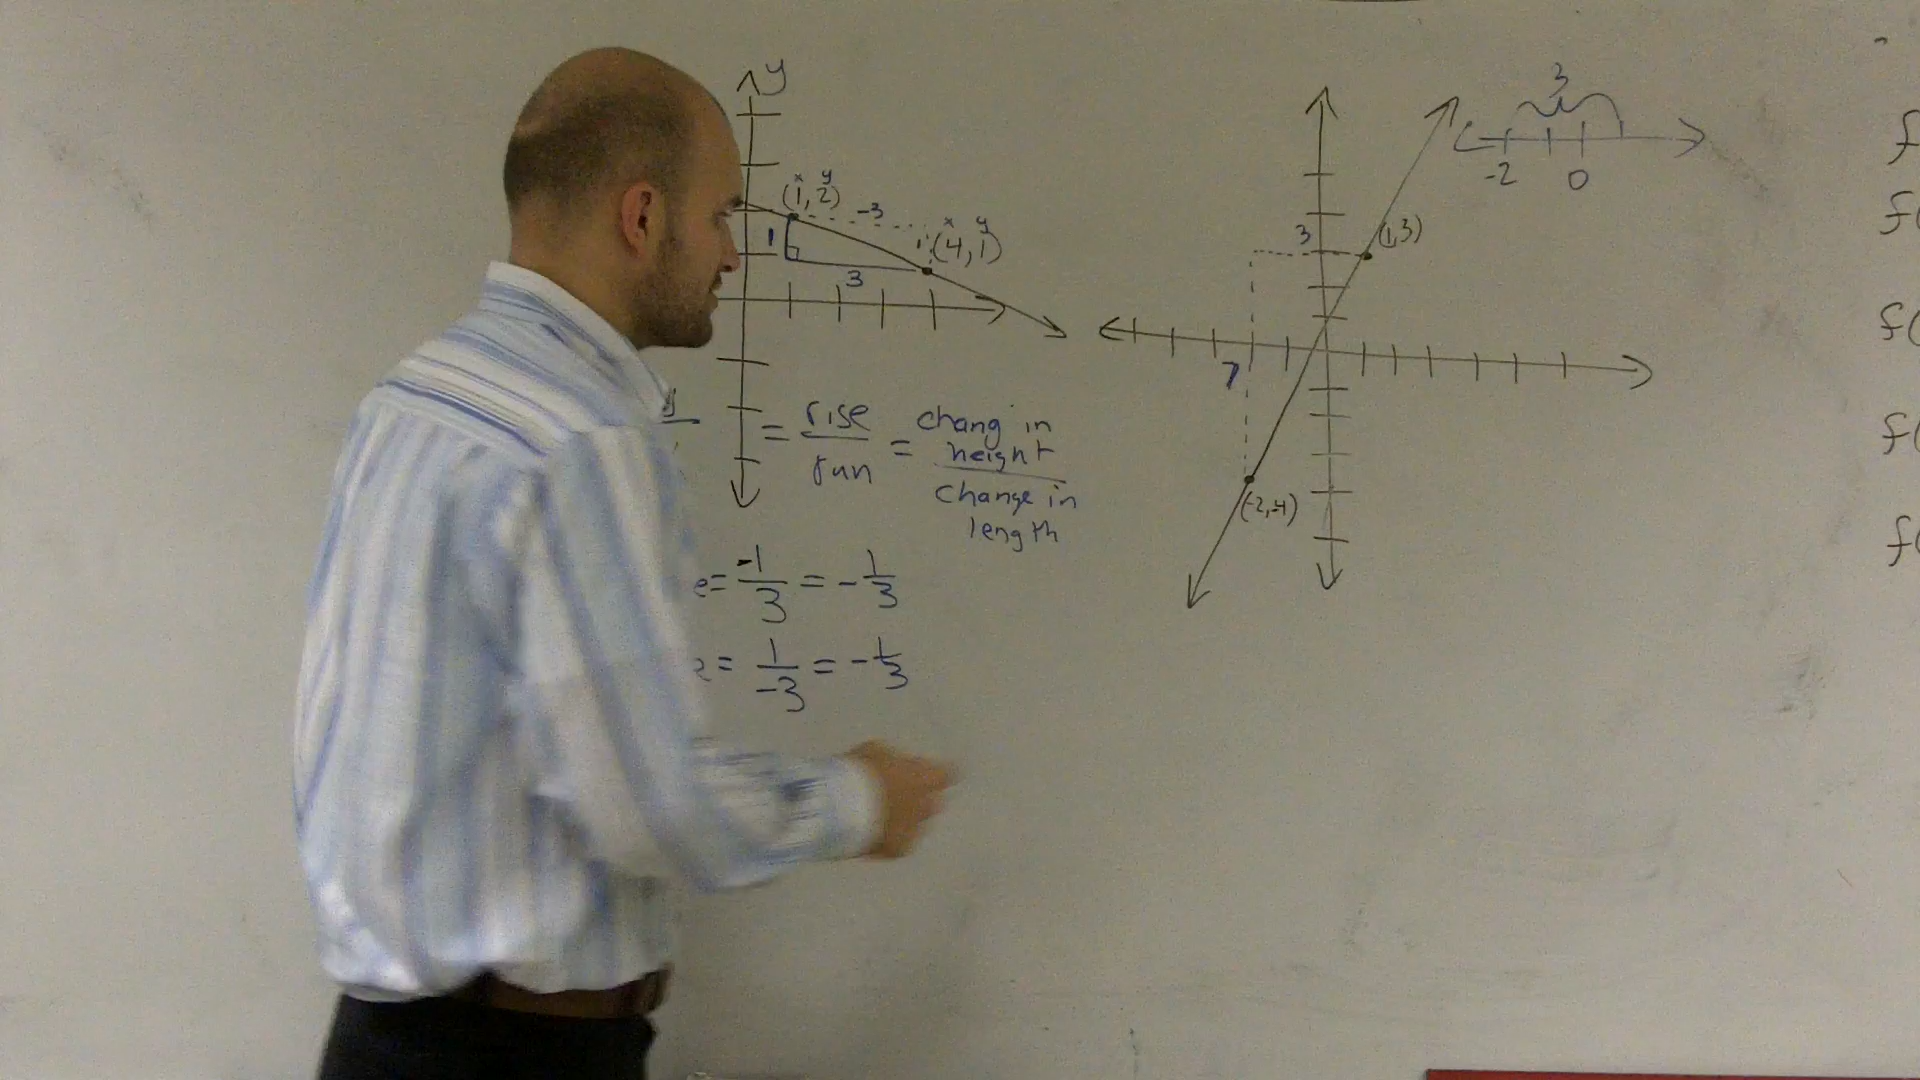 y
x y
(1,2)
-3
x y
(4,1)
1
3
= rise / run = chang in height / change in length
e= -1/3 = -1/3
= 1/-3 = -1/3
3
-2 0
3
(1,3)
7
(-2,-4)
f
f(
f(
f(
f(